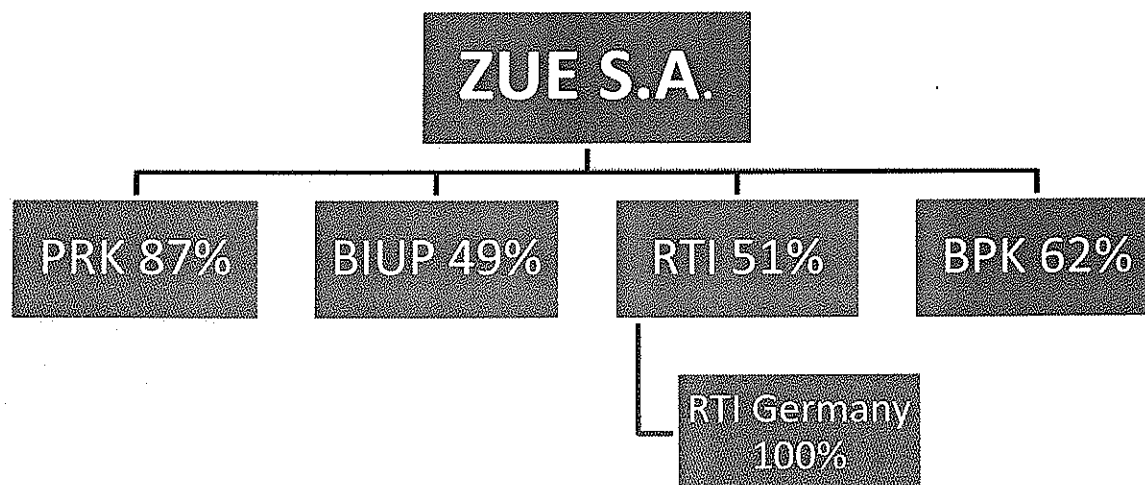 ZUE S.A.
PRK 87%
BIUP 49%
RTI 51%
BPK 62%
RTI Germany
100%